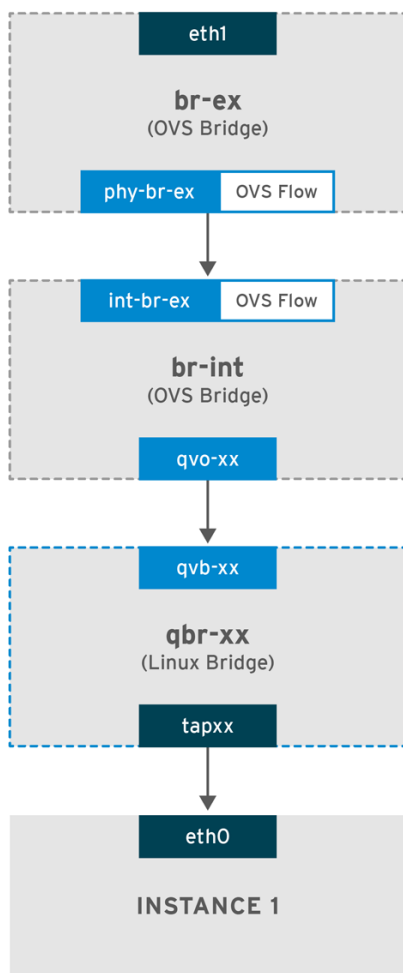 eth1
br-ex
(OVS Bridge)
phy-br-ex OVS Flow
int-br-ex OVS Flow
br-int
(OVS Bridge)
qvo-xx
qvb-xx
qbr-xx
(Linux Bridge)
tapxx
eth0
INSTANCE 1